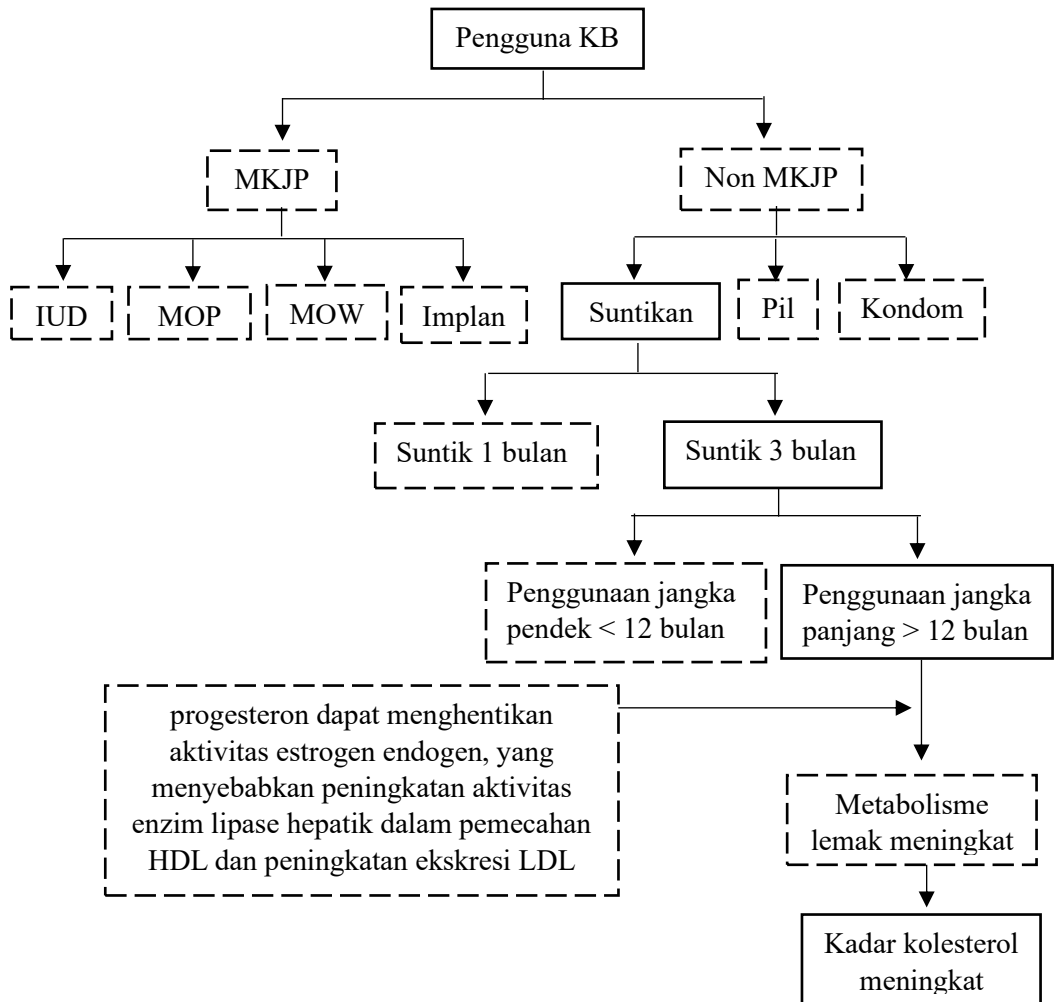 Pengguna KB
MKJP
Non MKJP
IUD
MOP
MOW
Implan
Suntikan
Pil
Kondom
Suntik 1 bulan
Suntik 3 bulan
Penggunaan jangka
pendek < 12 bulan
Penggunaan jangka
panjang > 12 bulan
progesteron dapat menghentikan
aktivitas estrogen endogen, yang
menyebabkan peningkatan aktivitas
enzim lipase hepatik dalam pemecahan
HDL dan peningkatan ekskresi LDL
Metabolisme
lemak meningkat
Kadar kolesterol
meningkat